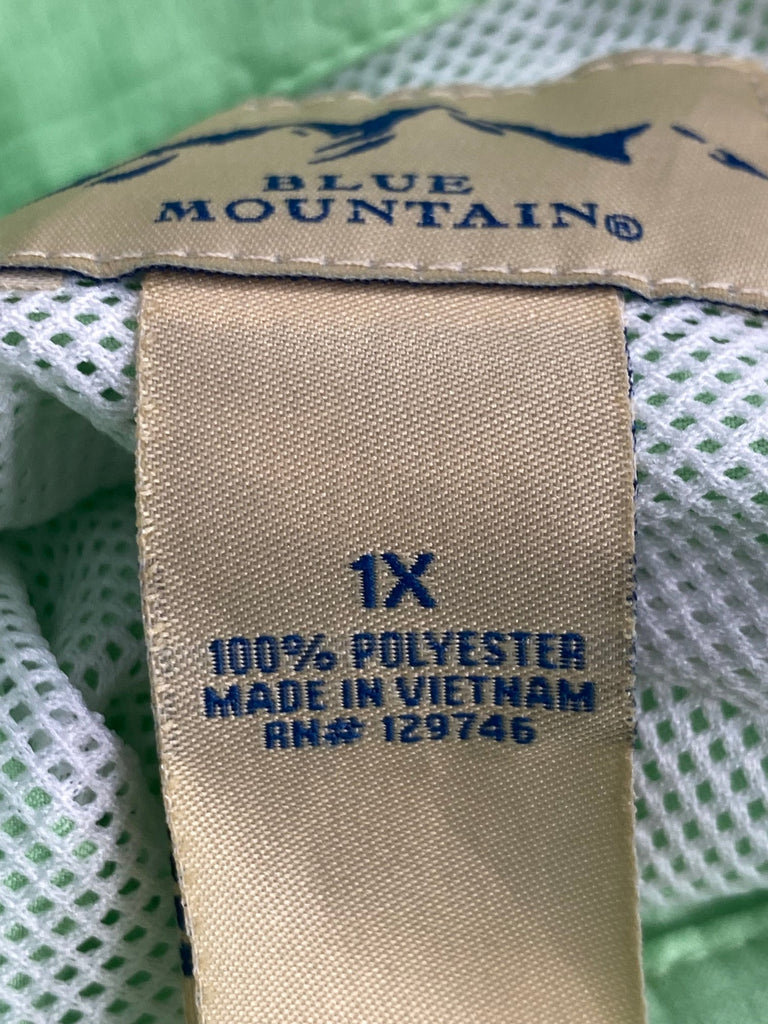 BLUE
MOUNTAIN®
1X
100% POLYESTER
MADE IN VIETNAM
RN# 129746